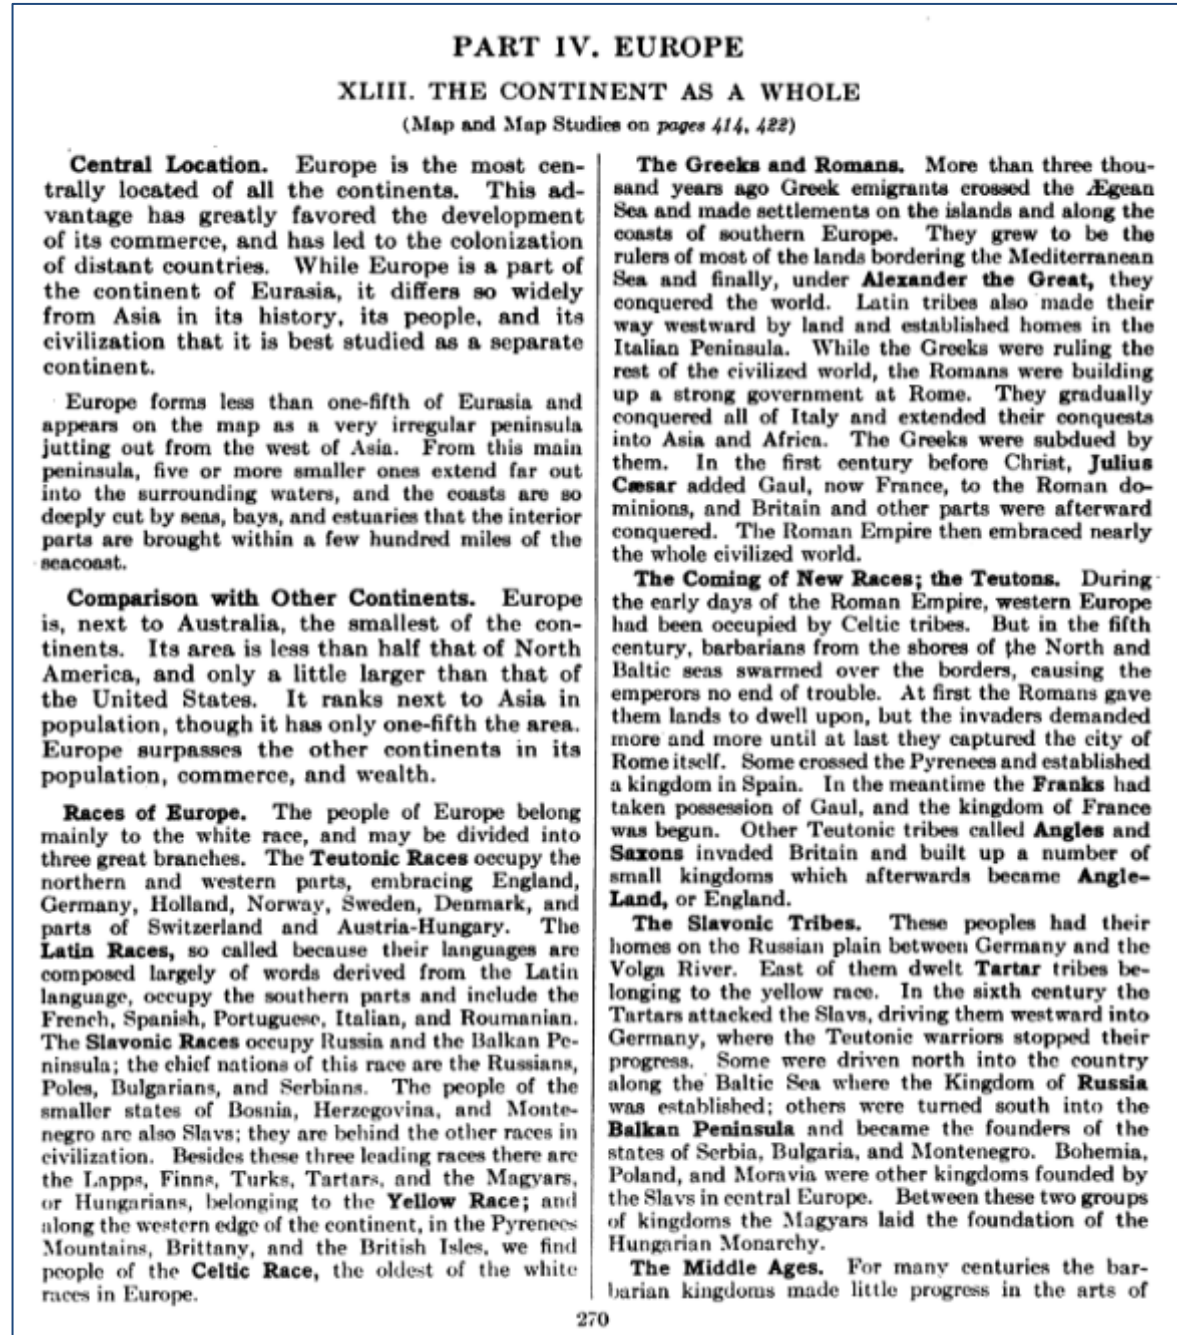 PART IV. EUROPE
XLIII. THE CONTINENT AS A WHOLE
(Map and Map Studies on pages 414, 422)
Central Location. Europe is the most cen-
trally located of all the continents. This ad-
vantage has greatly favored the development
of its commerce, and has led to the colonization
of distant countries. While Europe is a part of
the continent of Eurasia, it differs so widely
from Asia in its history, its people, and its
civilization that it is best studied as a separate
continent.
Europe forms less than one-fifth of Eurasia and
appears on the map as a very irregular peninsula
jutting out from the west of Asia. From this main
peninsula, five or more smaller ones extend far out
into the surrounding waters, and the coasts are so
deeply cut by seas, bays, and estuaries that the interior
parts are brought within a few hundred miles of the
seacoast.
Comparison with Other Continents. Europe
is, next to Australia, the smallest of the con-
tinents. Its area is less than half that of North
America, and only a little larger than that of
the United States. It ranks next to Asia in
population, though it has only one-fifth the area.
Europe surpasses the other continents in its
population, commerce, and wealth.
Races of Europe. The people of Europe belong
mainly to the white race, and may be divided into
three great branches. The Teutonic Races occupy the
northern and western parts, embracing England,
Germany, Holland, Norway, Sweden, Denmark, and
parts of Switzerland and Austria-Hungary. The
Latin Races, so called because their languages are
composed largely of words derived from the Latin
language, occupy the southern parts and include the
French, Spanish, Portuguese, Italian, and Roumanian.
The Slavonic Races occupy Russia and the Balkan Pe-
ninsula; the chief nations of this race are the Russians,
Poles, Bulgarians, and Serbians. The people of the
smaller states of Bosnia, Herzegovina, and Monte-
negro are also Slavs; they are behind the other races in
civilization. Besides these three leading races there are
the Lapps, Finns, Turks, Tartars, and the Magyars,
or Hungarians, belonging to the Yellow Race; and
along the western edge of the continent, in the Pyrenees
Mountains, Brittany, and the British Isles, we find
people of the Celtic Race, the oldest of the white
races in Europe.
The Greeks and Romans. More than three thou-
sand years ago Greek emigrants crossed the Ægean
Sea and made settlements on the islands and along the
coasts of southern Europe. They grew to be the
rulers of most of the lands bordering the Mediterranean
Sea and finally, under Alexander the Great, they
conquered the world. Latin tribes also made their
way westward by land and established homes in the
Italian Peninsula. While the Greeks were ruling the
rest of the civilized world, the Romans were building
up a strong government at Rome. They gradually
conquered all of Italy and extended their conquests
into Asia and Africa. The Greeks were subdued by
them. In the first century before Christ, Julius
Cæsar added Gaul, now France, to the Roman do-
minions, and Britain and other parts were afterward
conquered. The Roman Empire then embraced nearly
the whole civilized world.
The Coming of New Races; the Teutons. During
the early days of the Roman Empire, western Europe
had been occupied by Celtic tribes. But in the fifth
century, barbarians from the shores of the North and
Baltic seas swarmed over the borders, causing the
emperors no end of trouble. At first the Romans gave
them lands to dwell upon, but the invaders demanded
more and more until at last they captured the city of
Rome itself. Some crossed the Pyrenees and established
a kingdom in Spain. In the meantime the Franks had
taken possession of Gaul, and the kingdom of France
was begun. Other Teutonic tribes called Angles and
Saxons invaded Britain and built up a number of
small kingdoms which afterwards became Angle-
Land, or England.
The Slavonic Tribes. These peoples had their
homes on the Russian plain between Germany and the
Volga River. East of them dwelt Tartar tribes be-
longing to the yellow race. In the sixth century the
Tartars attacked the Slavs, driving them westward into
Germany, where the Teutonic warriors stopped their
progress. Some were driven north into the country
along the Baltic Sea where the Kingdom of Russia
was established; others were turned south into the
Balkan Peninsula and became the founders of the
states of Serbia, Bulgaria, and Montenegro. Bohemia,
Poland, and Moravia were other kingdoms founded by
the Slavs in central Europe. Between these two groups
of kingdoms the Magyars laid the foundation of the
Hungarian Monarchy.
The Middle Ages. For many centuries the bar-
barian kingdoms made little progress in the arts of
270